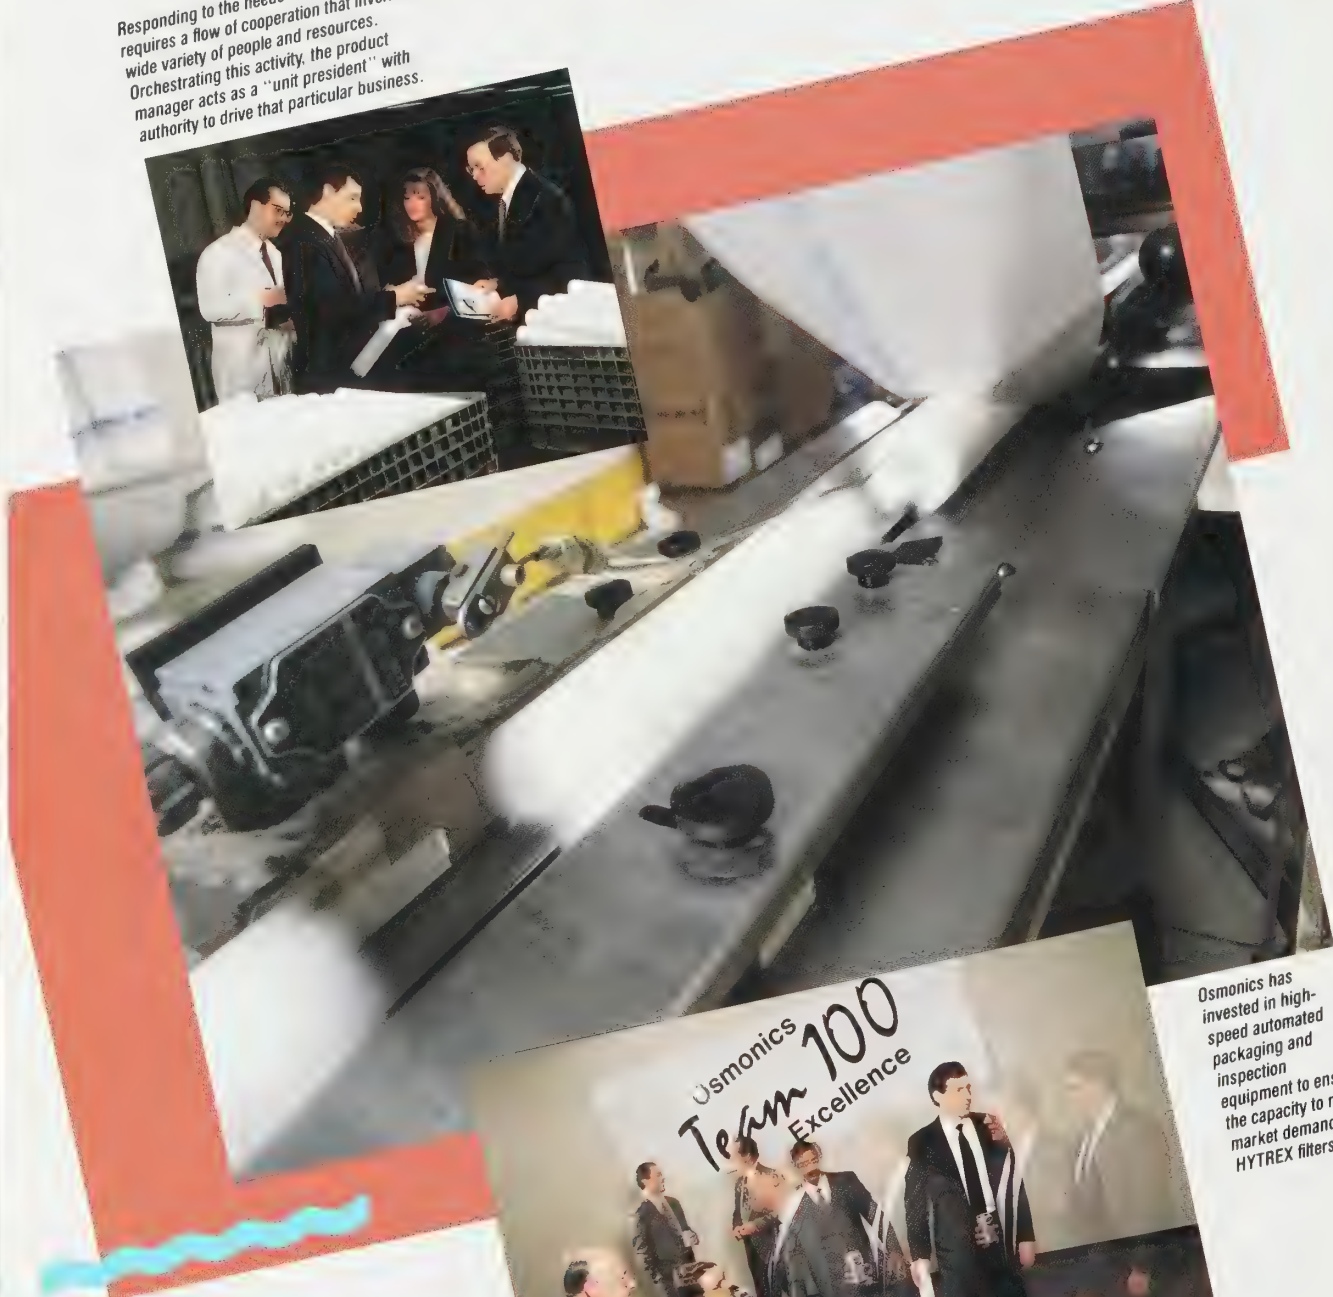 Responding to the
requires a flow of cooperation that
wide variety of people and resources.
Orchestrating this activity, the product
manager acts as a "unit president" with
authority to drive that particular business.
Osmonics
Team 100
Excellence
Osmonics has
invested in high-
speed automated
packaging and
inspection
equipment to
the capacity to
market
HYTREX filters